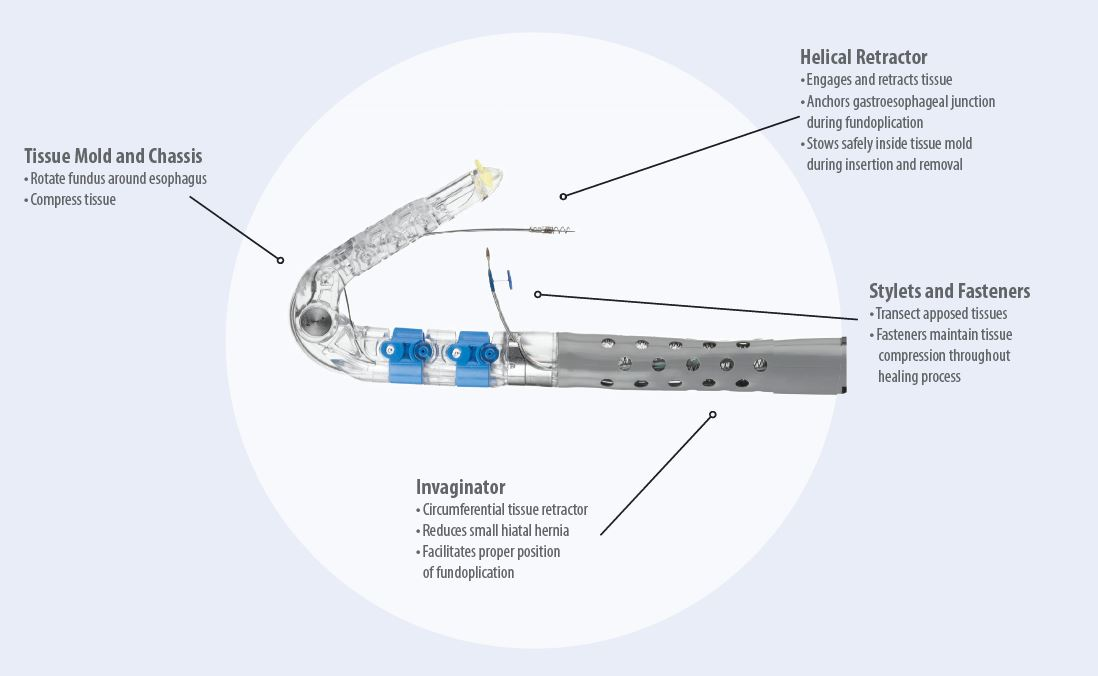 Helical Retractor
• Engages and retracts tissue
• Anchors gastroesophageal junction
during fundoplication
• Stows safely inside tissue mold
during insertion and removal
Tissue Mold and Chassis
• Rotate fundus around esophagus
• Compress tissue
Stylets and Fasteners
• Transect apposed tissues
• Fasteners maintain tissue
compression throughout
healing process
Invaginator
• Circumferential tissue retractor
• Reduces small hiatal hernia
• Facilitates proper position
of fundoplication